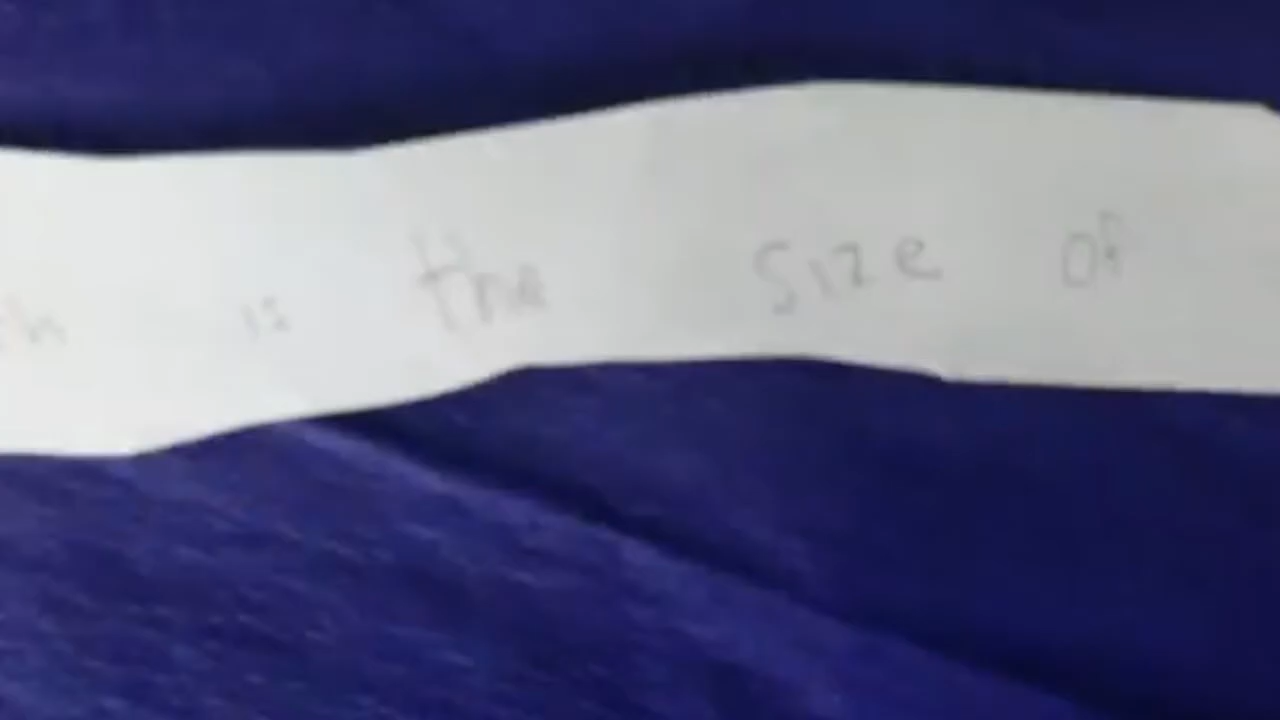 is the size of